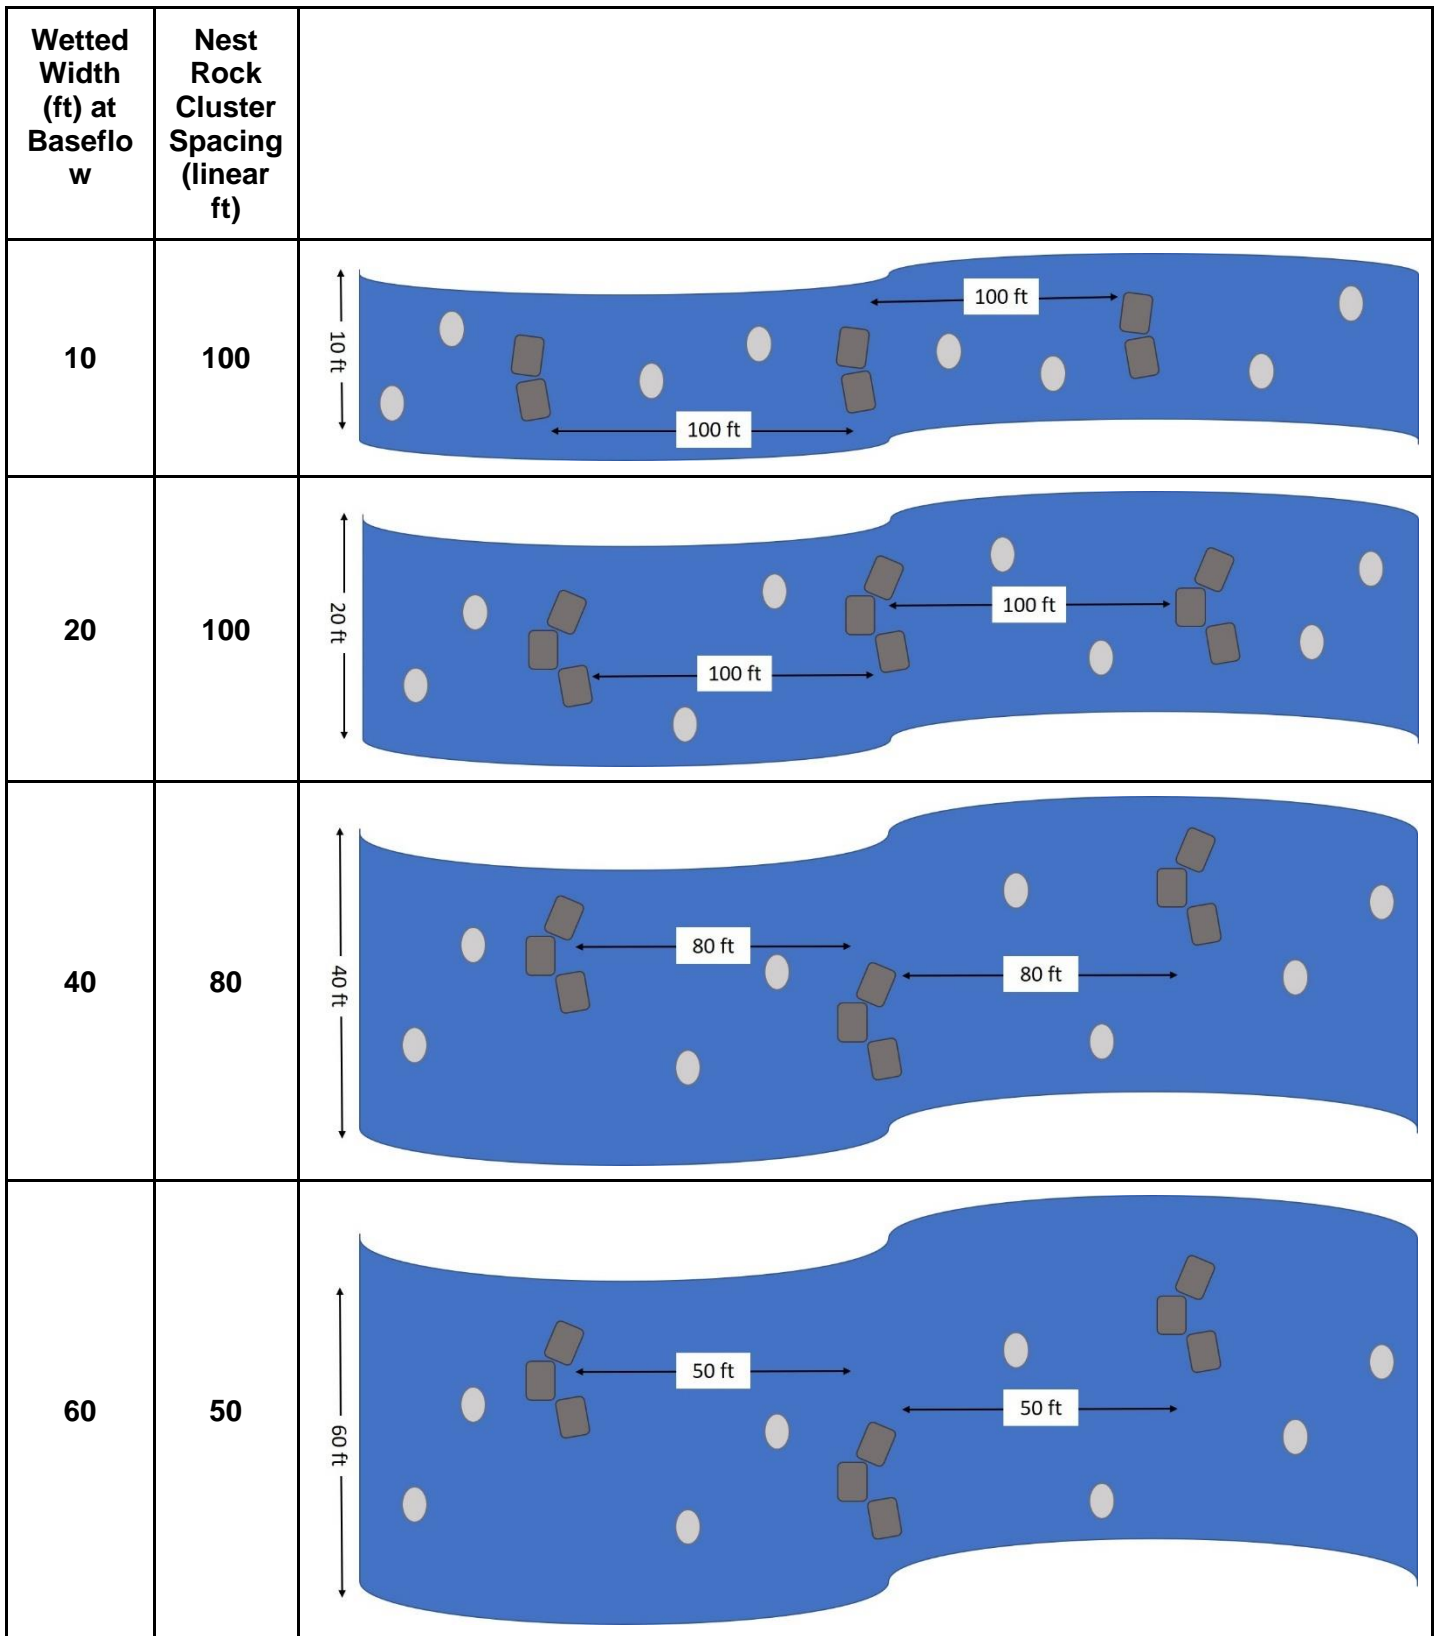 Wetted
Width
(ft) at
Baseflo
w
Nest
Rock
Cluster
Spacing
(linear
ft)
10
100
10 ft
100 ft
100 ft
20
100
20 ft
100 ft
100 ft
40
80
40 ft
80 ft
80 ft
60
50
60 ft
50 ft
50 ft